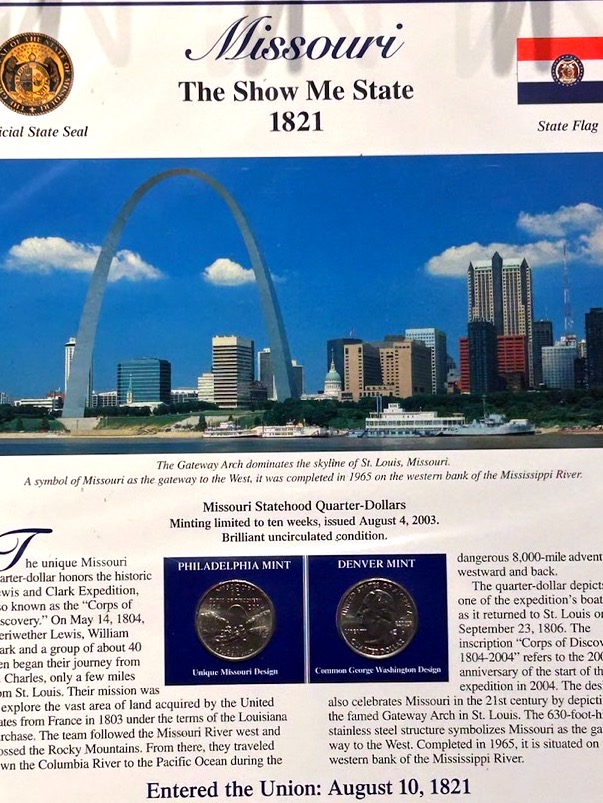 Missouri
The Show Me State
1821
icial State Seal
State Flag
The Gateway Arch dominates the skyline of St. Louis, Missouri.
A symbol of Missouri as the gateway to the West, it was completed in 1965 on the western bank of the Mississippi River.
Missouri Statehood Quarter-Dollars
Minting limited to ten weeks, issued August 4, 2003.
Brilliant uncirculated condition.
The unique Missouri
arter-dollar honors the historic
wis and Clark Expedition,
so known as the "Corps of
scovery." On May 14, 1804,
eriwether Lewis, William
ark and a group of about 40
en began their journey from
. Charles, only a few miles
om St. Louis. Their mission was
explore the vast area of land acquired by the United
ates from France in 1803 under the terms of the Louisiana
rchase. The team followed the Missouri River west and
ossed the Rocky Mountains. From there, they traveled
wn the Columbia River to the Pacific Ocean during the
PHILADELPHIA MINT
Unique Missouri Design
DENVER MINT
Common George Washington Design
dangerous 8,000-mile advent
westward and back.
The quarter-dollar depicts
one of the expedition's boat
as it returned to St. Louis on
September 23, 1806. The
inscription "Corps of Discov
1804-2004" refers to the 200
anniversary of the start of the
expedition in 2004. The des
also celebrates Missouri in the 21st century by depicti
the famed Gateway Arch in St. Louis. The 630-foot-hi
stainless steel structure symbolizes Missouri as the gat
way to the West. Completed in 1965, it is situated on
western bank of the Mississippi River.
Entered the Union: August 10, 1821